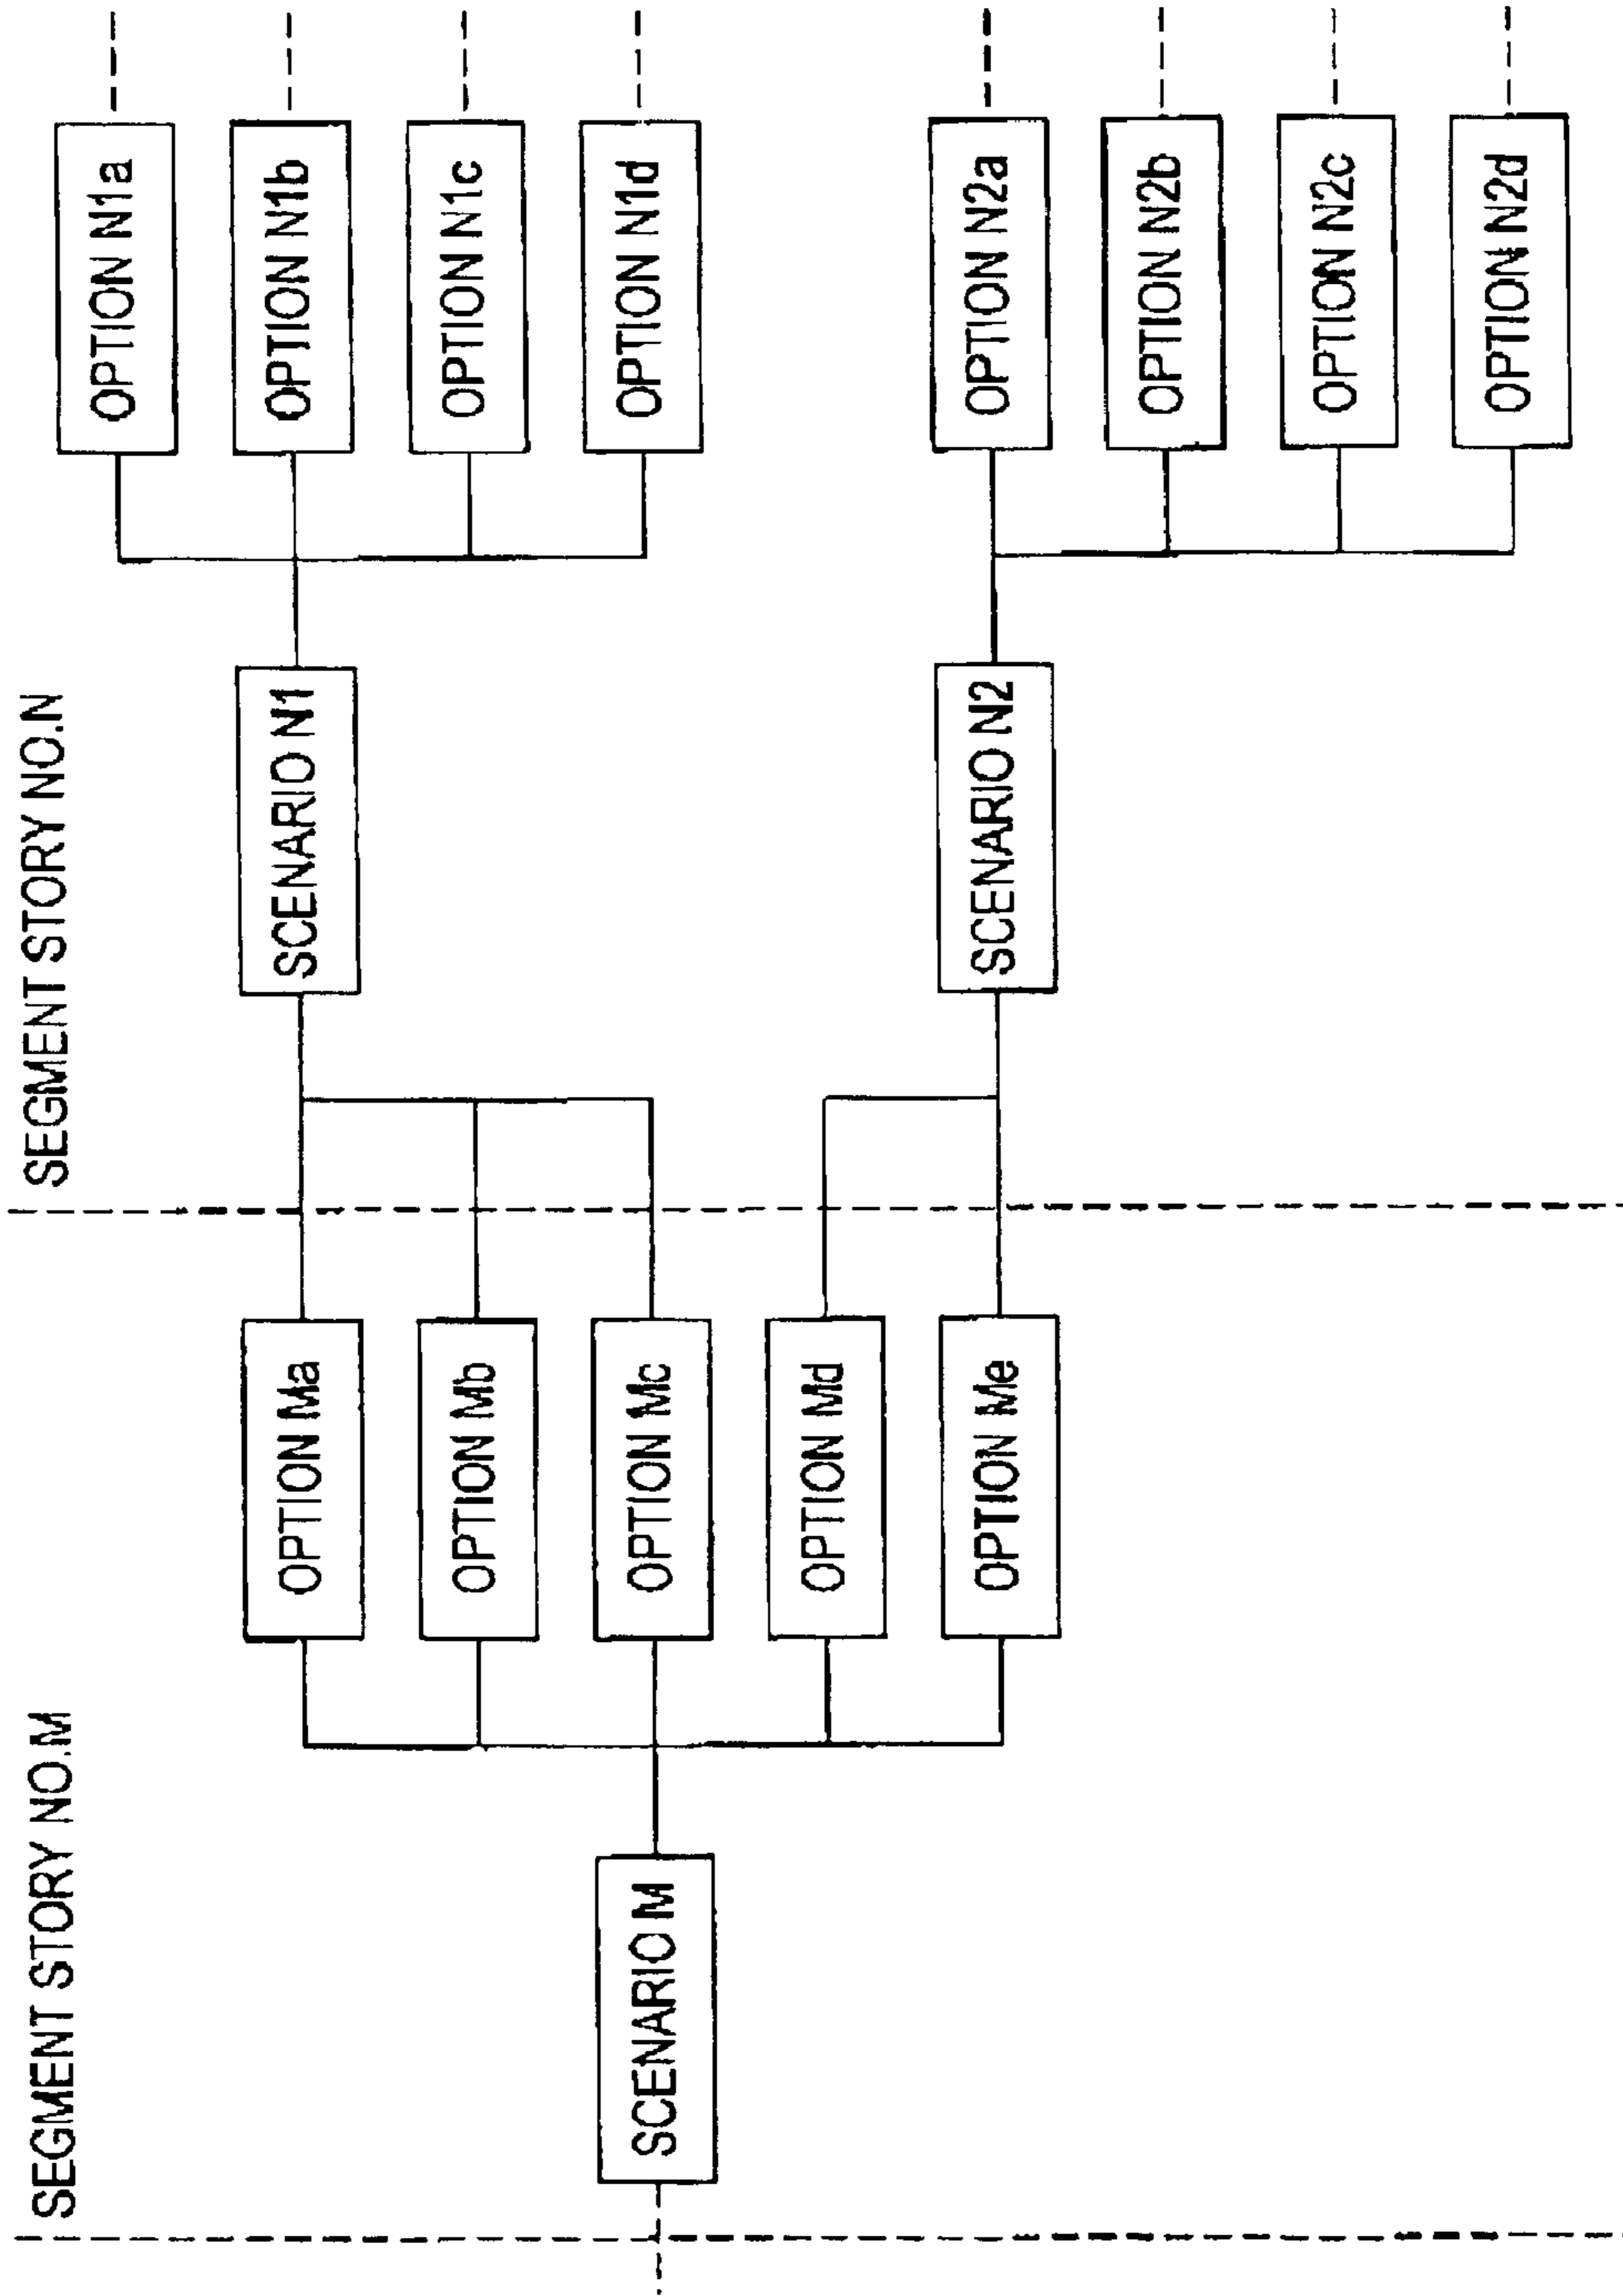 SEGMENT STORY NO.M
SEGMENT STORY NO.N
SCENARIO M
OPTION Ma
OPTION Mb
OPTION Mc
OPTION Md
OPTION Me
SCENARIO N1
SCENARIO N2
OPTION N1a
OPTION N1b
OPTION N1c
OPTION N1d
OPTION N2a
OPTION N2b
OPTION N2c
OPTION N2d